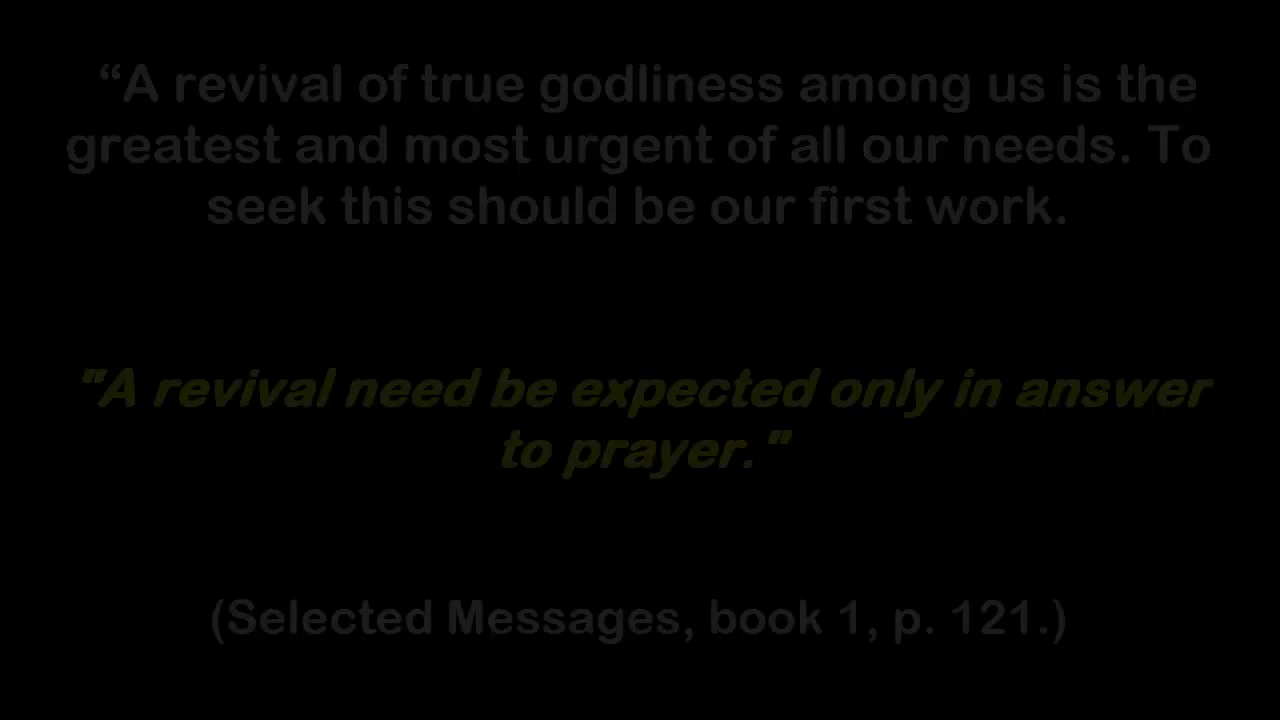 “A revival of true godliness among us is the
greatest and most urgent of all our needs. To
seek this should be our first work.
"A revival need be expected only in answer
to prayer."
(Selected Messages, book 1, p. 121.)